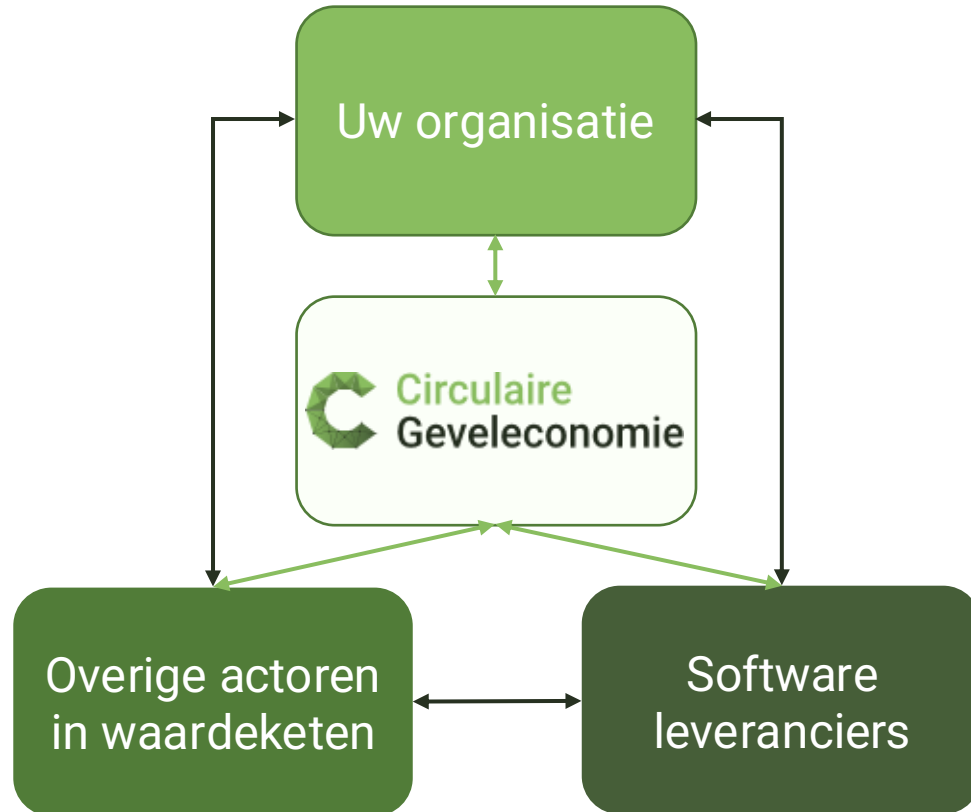 Uw organisatie
Circulaire
Geveleconomie
Overige actoren
in waardeketen
Software
leveranciers